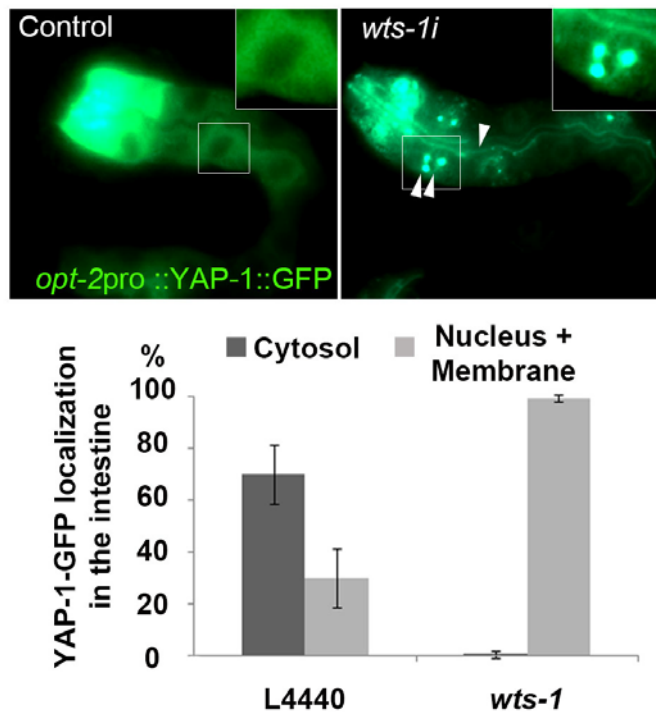 Control
wts-1i
opt-2pro ::YAP-1::GFP
Cytosol
Nucleus +
Membrane
%
YAP-1-GFP localization
in the intestine
100
80
60
40
20
0
L4440
wts-1